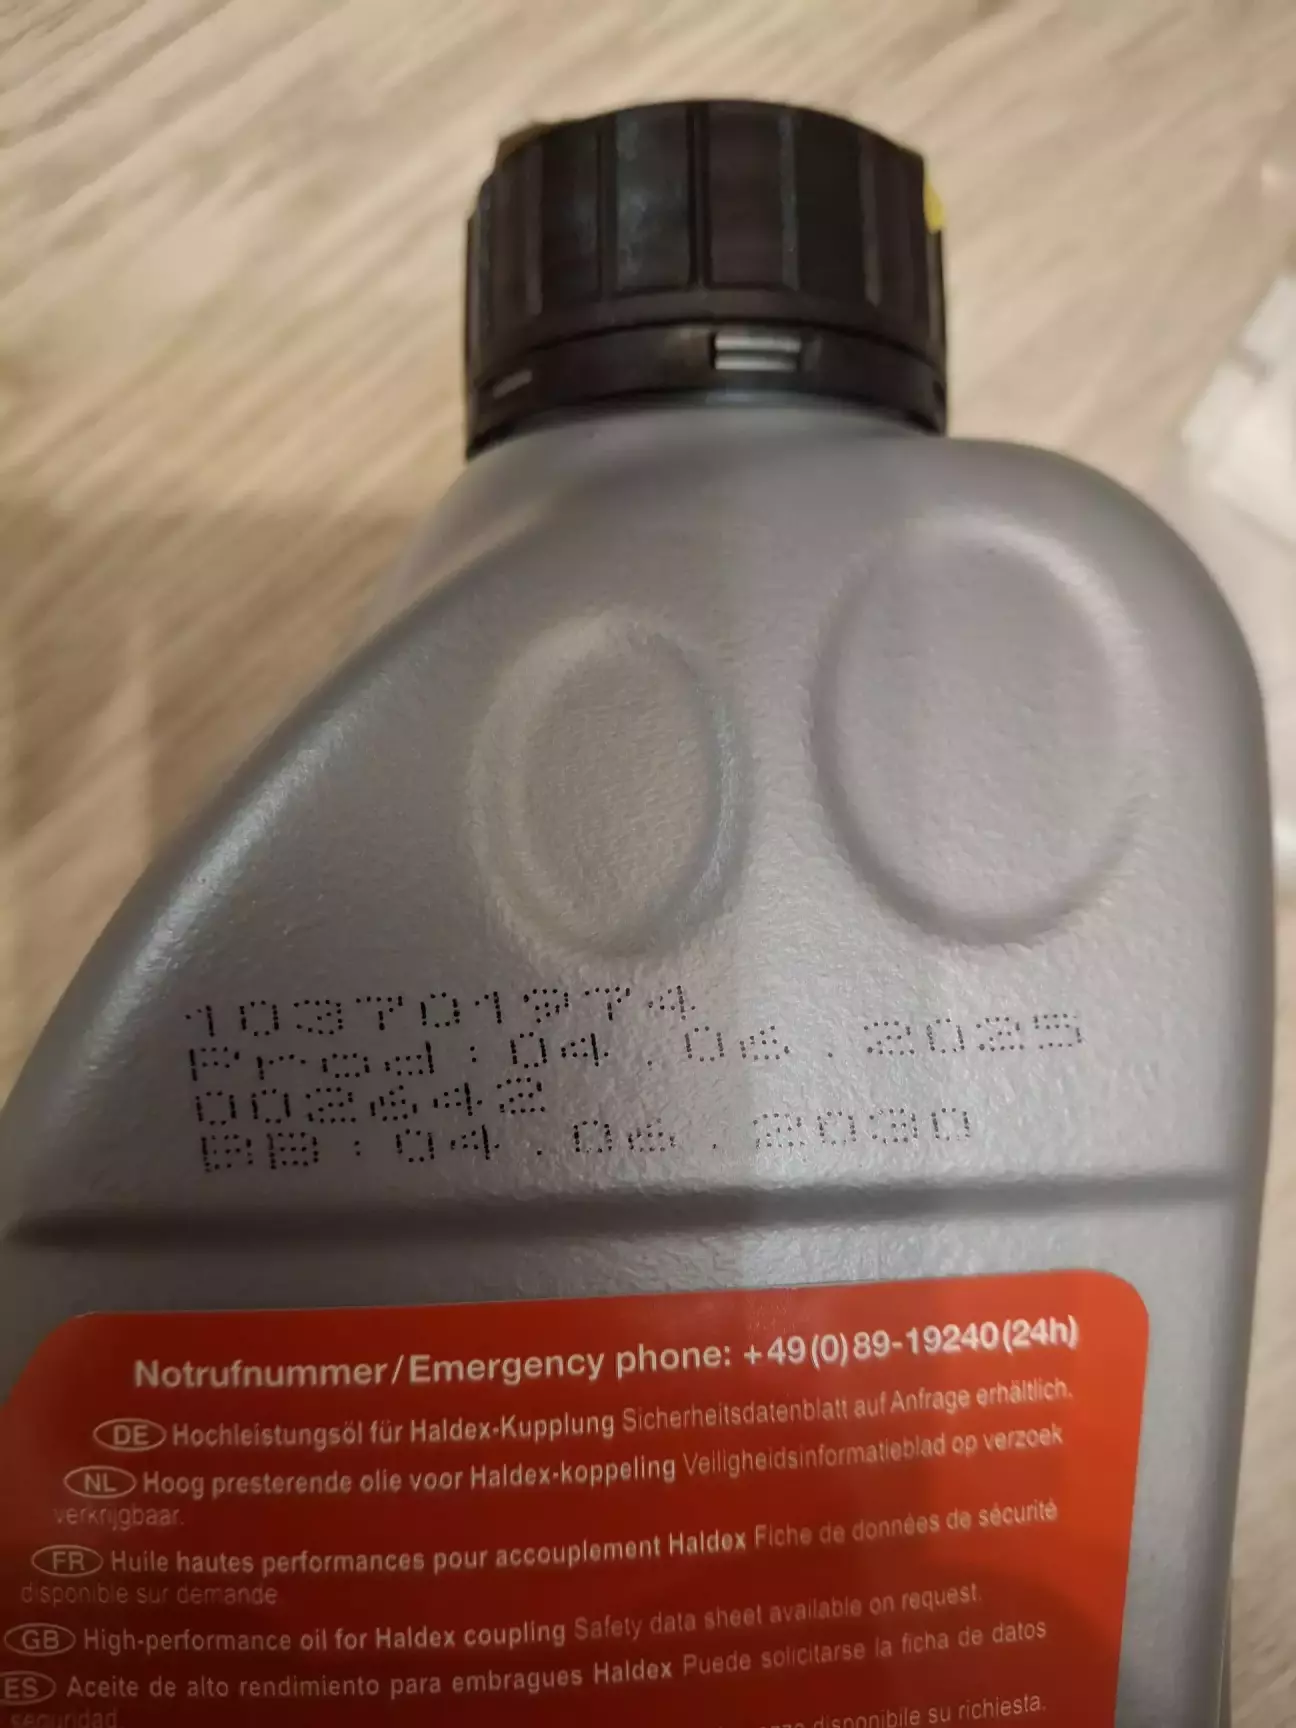 103701974
Prod:04.06.2025
002642
BB:04.06.2030
Notrufnummer/Emergency phone: +49(0)89-19240(24h)
DE Hochleistungsöl für Haldex-Kupplung Sicherheitsdatenblatt auf Anfrage erhältlich.
NL Hoog presterende olie voor Haldex-koppeling Veiligheidsinformatieblad op verzoek
verkrijgbaar.
FR Huile hautes performances pour accouplement Haldex Fiche de données de sécurité
disponible sur demande
GB High-performance oil for Haldex coupling Safety data sheet available on request.
ES Aceite de alto rendimiento para embragues Haldex Puede solicitarse la ficha de datos
seguridad
disponibile su richiesta.